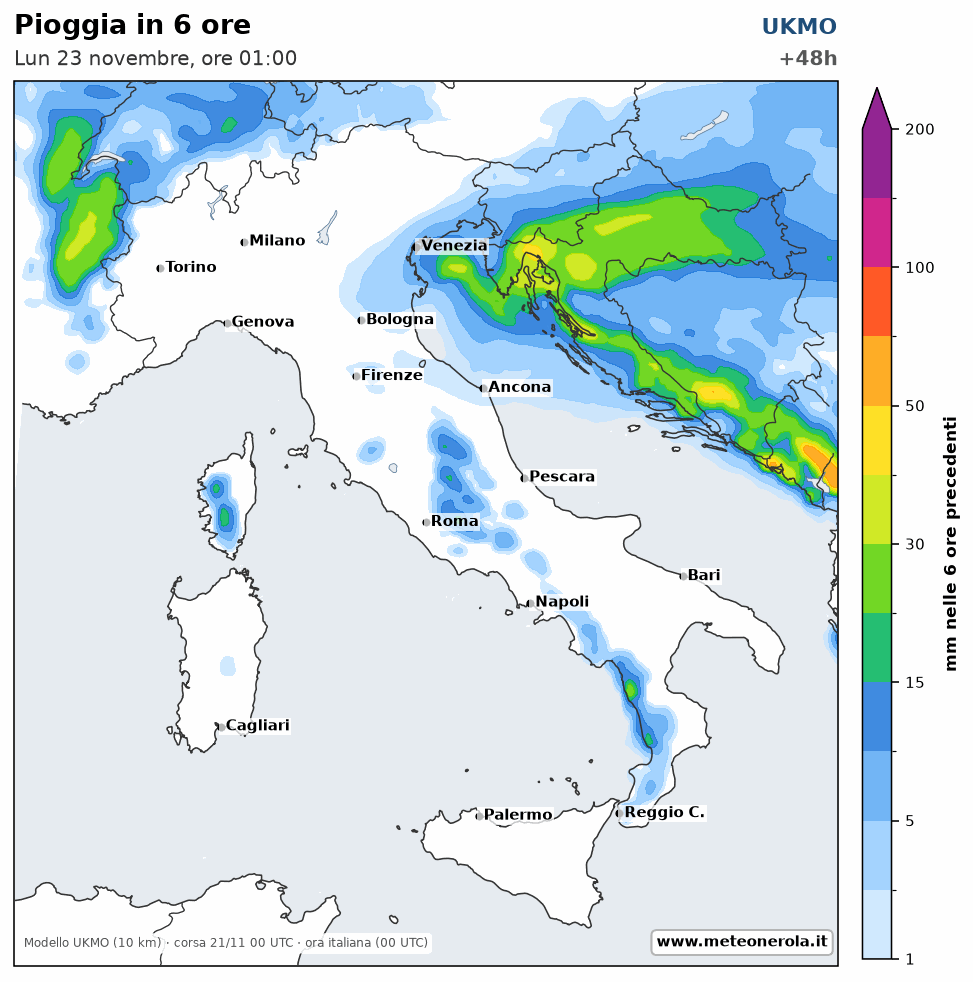 Pioggia in 6 ore
UKMO
Lun 23 novembre, ore 01:00
+48h
200
100
50
30
15
5
1
mm nelle 6 ore precedenti
Milano
Venezia
Torino
Genova
Bologna
Firenze
Ancona
Pescara
Roma
Bari
Napoli
Cagliari
Palermo
Reggio C.
Modello UKMO (10 km) · corsa 21/11 00 UTC · ora italiana (00 UTC)
www.meteonerola.it